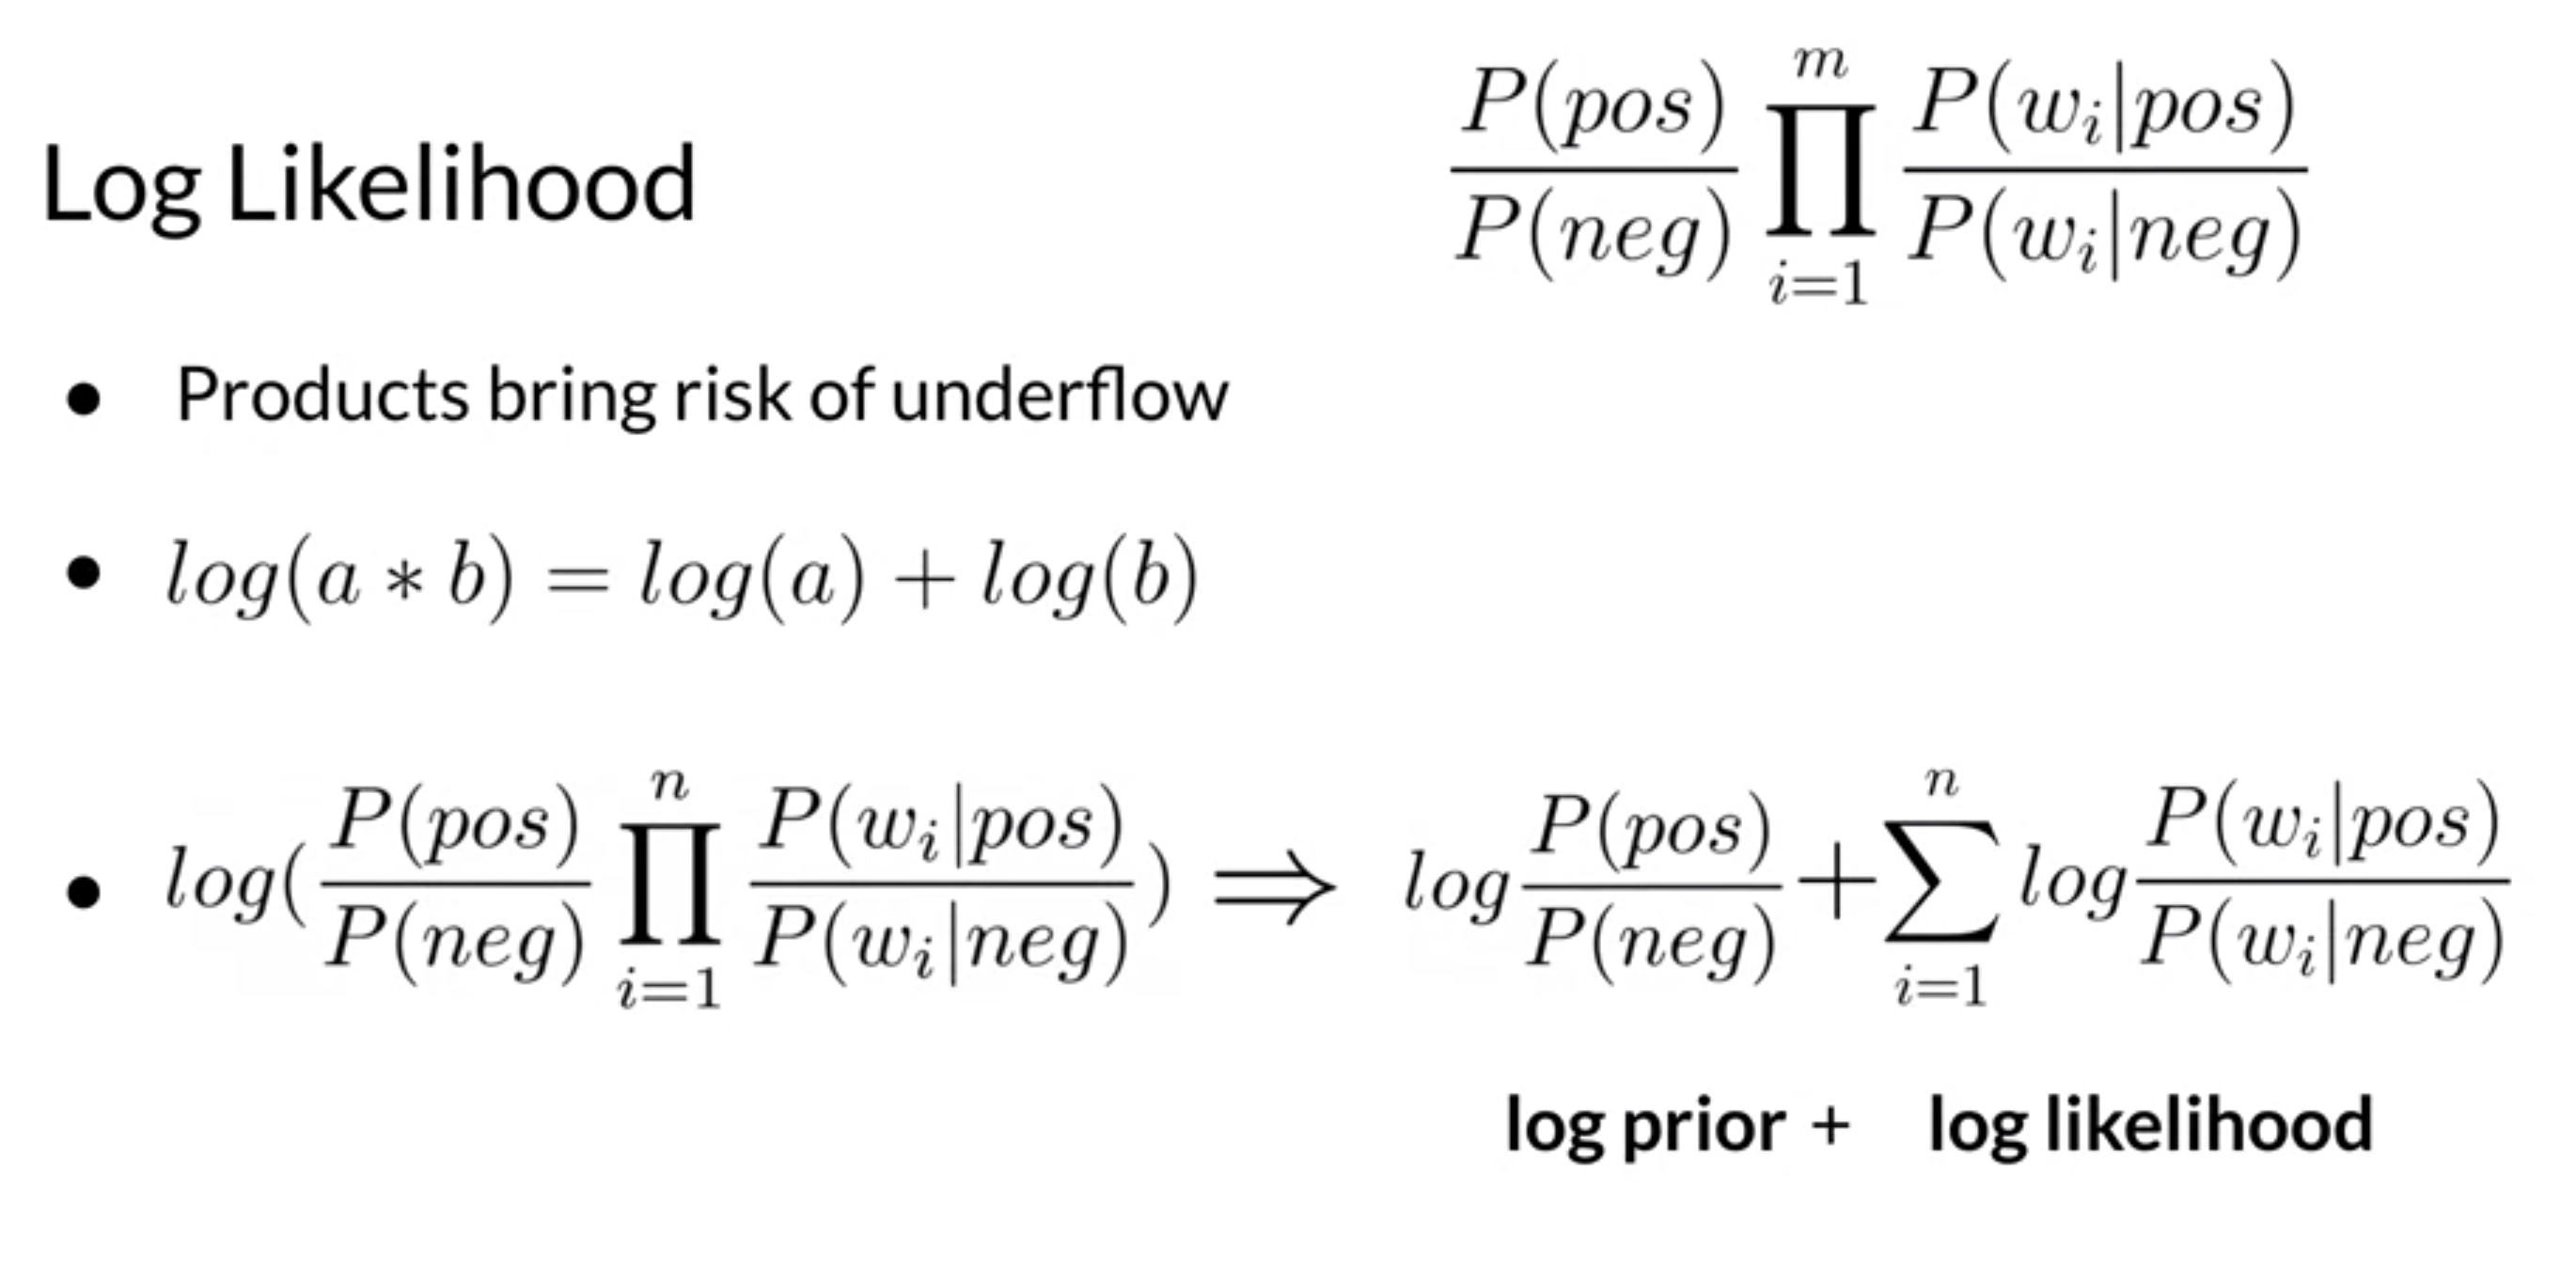 Log Likelihood
\frac{P(pos)}{P(neg)} \prod_{i=1}^{m} \frac{P(w_i|pos)}{P(w_i|neg)}
● Products bring risk of underflow
● log(a * b) = log(a) + log(b)
● log(\frac{P(pos)}{P(neg)} \prod_{i=1}^{n} \frac{P(w_i|pos)}{P(w_i|neg)}) ⇒ log\frac{P(pos)}{P(neg)} + \sum_{i=1}^{n} log\frac{P(w_i|pos)}{P(w_i|neg)}
log prior + log likelihood